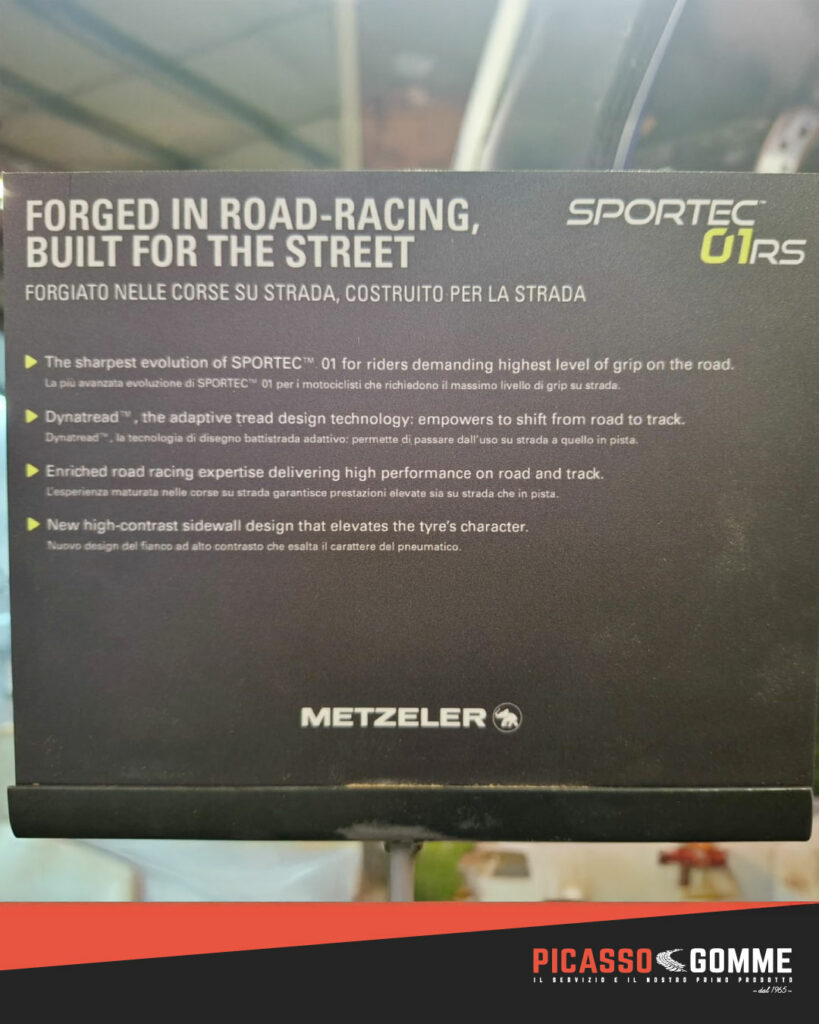 FORGED IN ROAD-RACING,
BUILT FOR THE STREET
SPORTEC™
01RS
FORGIATO NELLE CORSE SU STRADA, COSTRUITO PER LA STRADA
The sharpest evolution of SPORTEC™ 01 for riders demanding highest level of grip on the road.
La più avanzata evoluzione di SPORTEC™ 01 per i motociclisti che richiedono il massimo livello di grip su strada.
Dynatread™, the adaptive tread design technology: empowers to shift from road to track.
Dynatread™, la tecnologia di disegno battistrada adattivo: permette di passare dall'uso su strada a quello in pista.
Enriched road racing expertise delivering high performance on road and track.
L'esperienza maturata nelle corse su strada garantisce prestazioni elevate sia su strada che in pista.
New high-contrast sidewall design that elevates the tyre's character.
Nuovo design del fianco ad alto contrasto che esalta il carattere del pneumatico.
METZELER
PICASSO GOMME
IL SERVIZIO E IL NOSTRO PRIMO PRODOTTO
- dal 1965 -